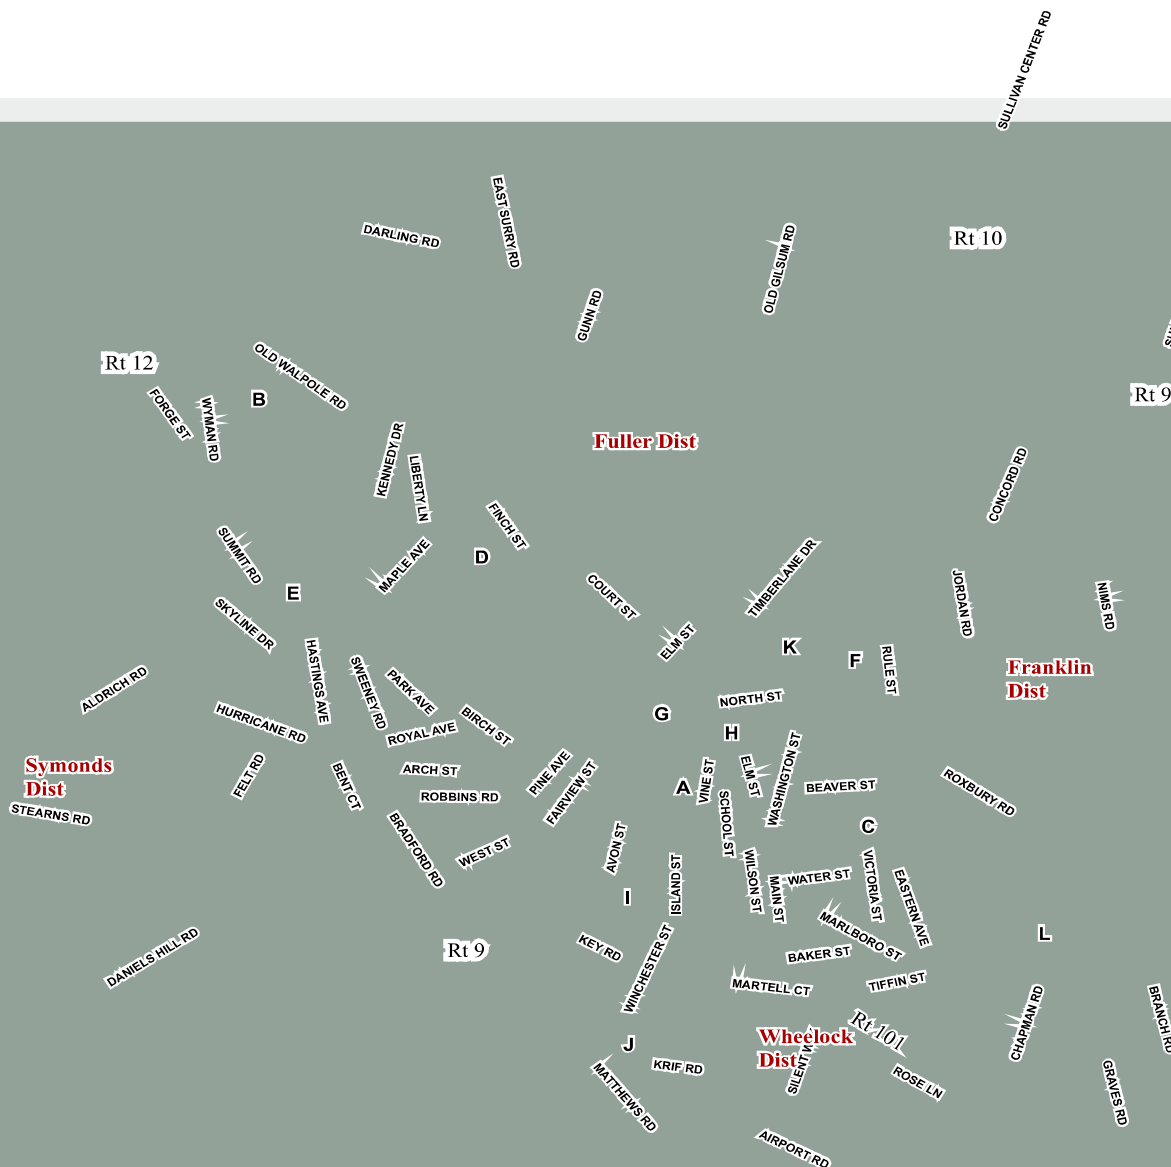 SULLIVAN CENTER RD
EAST SURRY RD
DARLING RD
OLD GILSUM RD
Rt 10
GUNN RD
Rt 12
OLD WALPOLE RD
Rt 9
FORGE ST
WYMAN RD
B
KENNEDY DR
LIBERTY LN
Fuller Dist
CONCORD RD
FINCH ST
SUMMIT RD
MAPLE AVE
D
TIMBERLANE DR
E
COURT ST
JORDAN RD
NIMS RD
SKYLINE DR
ELM ST
K
F
RULE ST
Franklin
Dist
ALDRICH RD
HASTINGS AVE
SWEENEY RD
PARK AVE
NORTH ST
G
HURRICANE RD
ROYAL AVE
BIRCH ST
H
Symonds
Dist
FELT RD
BENT CT
ARCH ST
ROBBINS RD
PINE AVE
FAIRVIEW ST
A
VINE ST
ELM ST
WASHINGTON ST
BEAVER ST
ROXBURY RD
STEARNS RD
BRADFORD RD
WEST ST
AVON ST
SCHOOL ST
C
ISLAND ST
WILSON ST
MAIN ST
WATER ST
VICTORIA ST
EASTERN AVE
I
MARLBORO ST
L
DANIELS HILL RD
Rt 9
KEY RD
WINCHESTER ST
BAKER ST
MARTELL CT
TIFFIN ST
Rt 101
CHAPMAN RD
BRANCH RD
J
Wheelock
Dist
SILENT
MATTHEWS RD
KRIF RD
ROSE LN
GRAVES RD
AIRPORT RD